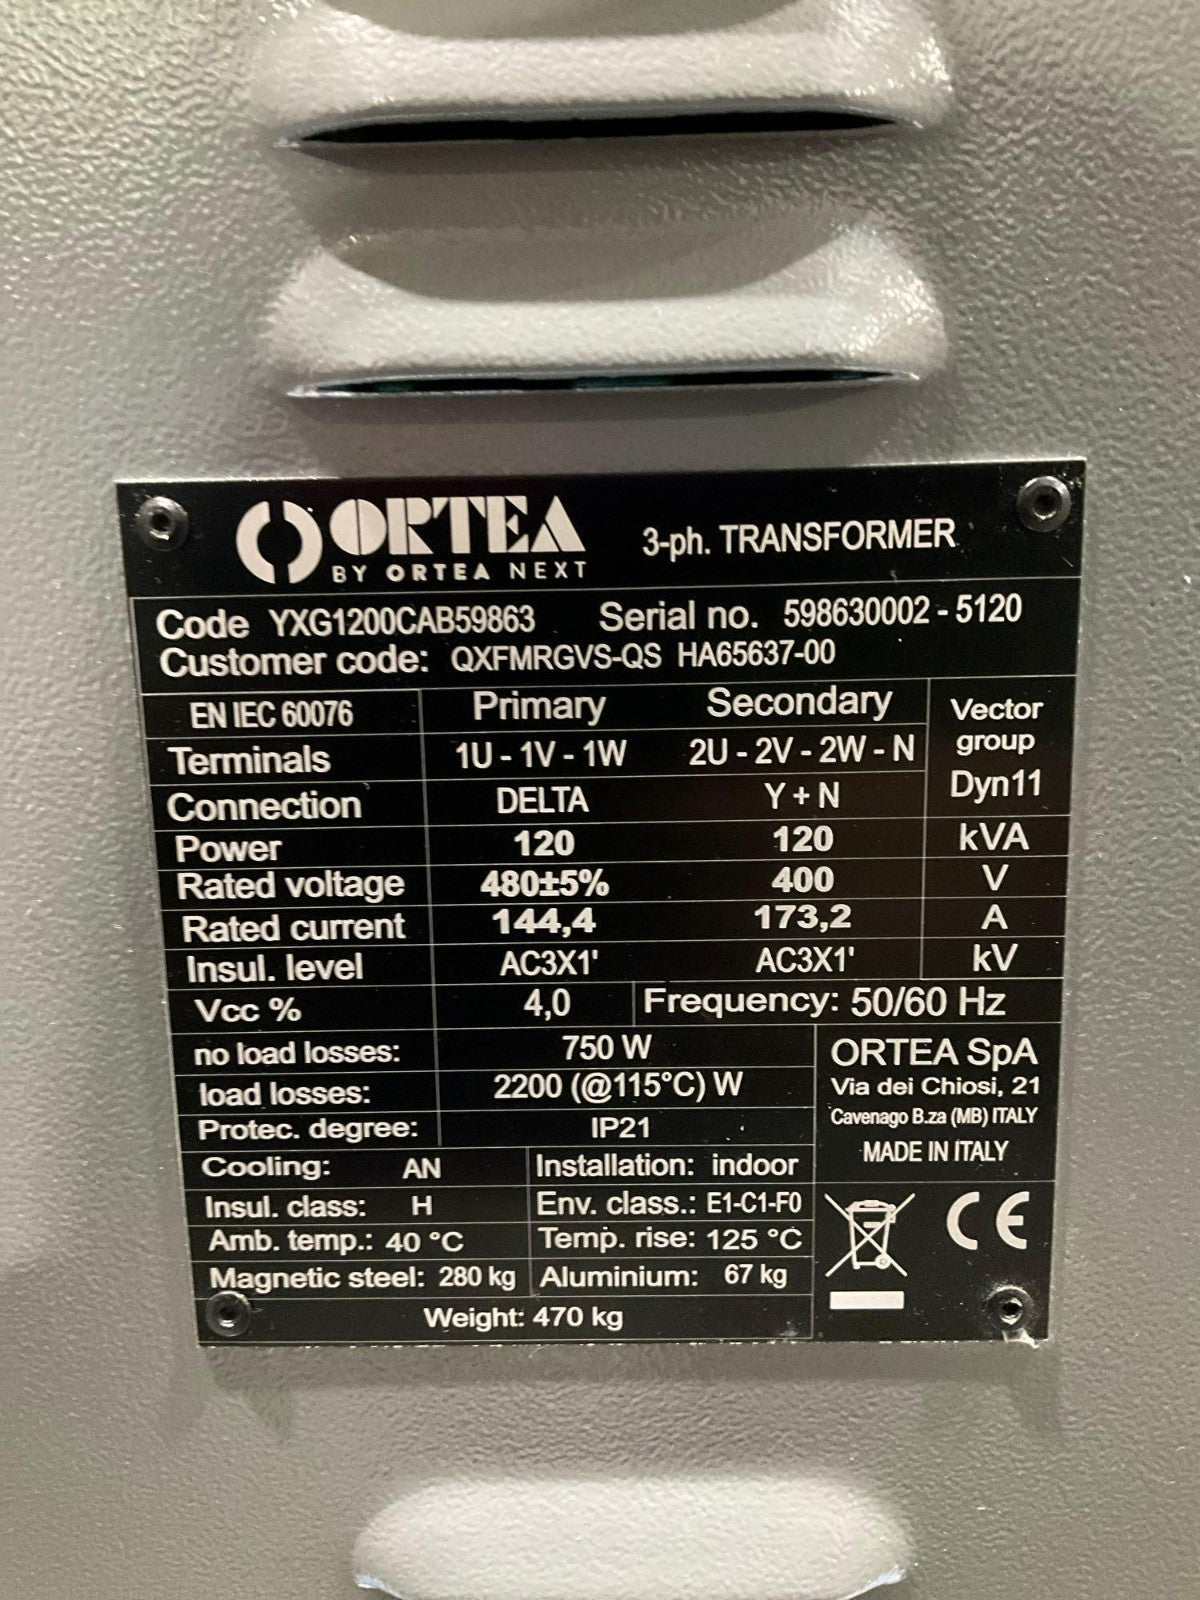 ORTEA
BY ORTEA NEXT
3-ph. TRANSFORMER
Code YXG1200CAB59863 Serial no. 598630002 - 5120
Customer code: QXFMRGVS-QS HA65637-00
EN IEC 60076 Primary Secondary Vector group
Terminals 1U - 1V - 1W 2U - 2V - 2W - N
Connection DELTA Y + N Dyn11
Power 120 120 kVA
Rated voltage 480±5% 400 V
Rated current 144,4 173,2 A
Insul. level AC3X1' AC3X1' kV
Vcc % 4,0 Frequency: 50/60 Hz
no load losses: 750 W
load losses: 2200 (@115°C) W
Protec. degree: IP21
ORTEA SpA
Via dei Chiosi, 21
Cavenago B.za (MB) ITALY
MADE IN ITALY
Cooling: AN Installation: indoor
Insul. class: H Env. class.: E1-C1-F0
Amb. temp.: 40 °C Temp. rise: 125 °C
Magnetic steel: 280 kg Aluminium: 67 kg
Weight: 470 kg
CE